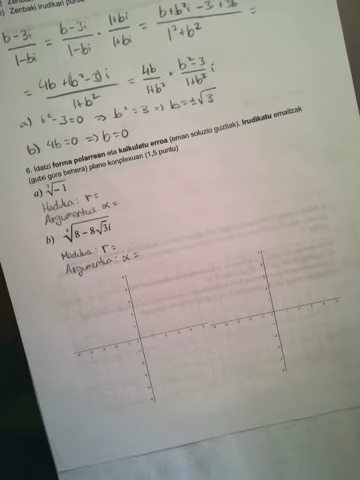 b) Zenbaki irudikari puru
b-3i / 1-bi = b-3i / 1-bi · 1+bi / 1+bi = b+b²i -3i +3b / 1²+b² =
= 4b+(b²-3)i / 1+b² = 4b / 1+b² + b²-3 / 1+b² i
a) b²-3=0 => b²=3 => b=±√3
b) 4b=0 => b=0
6. Idatzi forma polarrean eta kalkulatu erroa (eman soluzio guztiak). Irudikatu emaitzak
(gutxi gora behera) plano konplexuan (1,5 puntu)
a) √-1
Modulua: r=
Argumentua: α=
b) √8-8√3i
Modulua: r=
Argumentua: α=